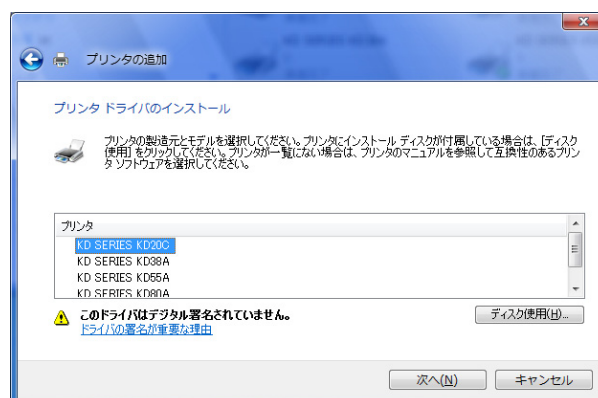 プリンタの追加
プリンタ ドライバのインストール
プリンタの製造元とモデルを選択してください。プリンタにインストール ディスクが付属している場合は、[ディスク
使用] をクリックしてください。プリンタが一覧にない場合は、プリンタのマニュアルを参照して互換性のあるプリン
タ ソフトウェアを選択してください。
プリンタ
KD SERIES KD20C
KD SERIES KD38A
KD SERIES KD55A
KD SERIES KD80A
このドライバはデジタル署名されていません。
ディスク使用(H)...
ドライバの署名が重要な理由
次へ(N)
キャンセル